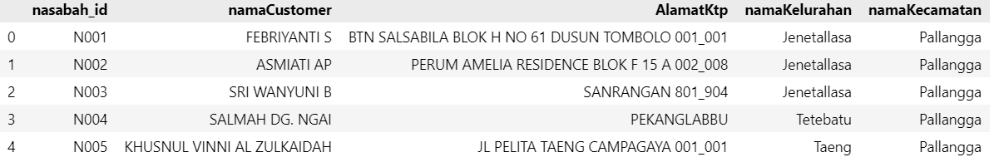 nasabah_id namaCustomer AlamatKtp namaKelurahan namaKecamatan
0 N001 FEBRIYANTI S BTN SALSABILA BLOK H NO 61 DUSUN TOMBOLO 001_001 Jenetallasa Pallangga
1 N002 ASMIATI AP PERUM AMELIA RESIDENCE BLOK F 15 A 002_008 Jenetallasa Pallangga
2 N003 SRI WANYUNI B SANRANGAN 801_904 Jenetallasa Pallangga
3 N004 SALMAH DG. NGAI PEKANGLABBU Tetebatu Pallangga
4 N005 KHUSNUL VINNI AL ZULKAIDAH JL PELITA TAENG CAMPAGAYA 001_001 Taeng Pallangga